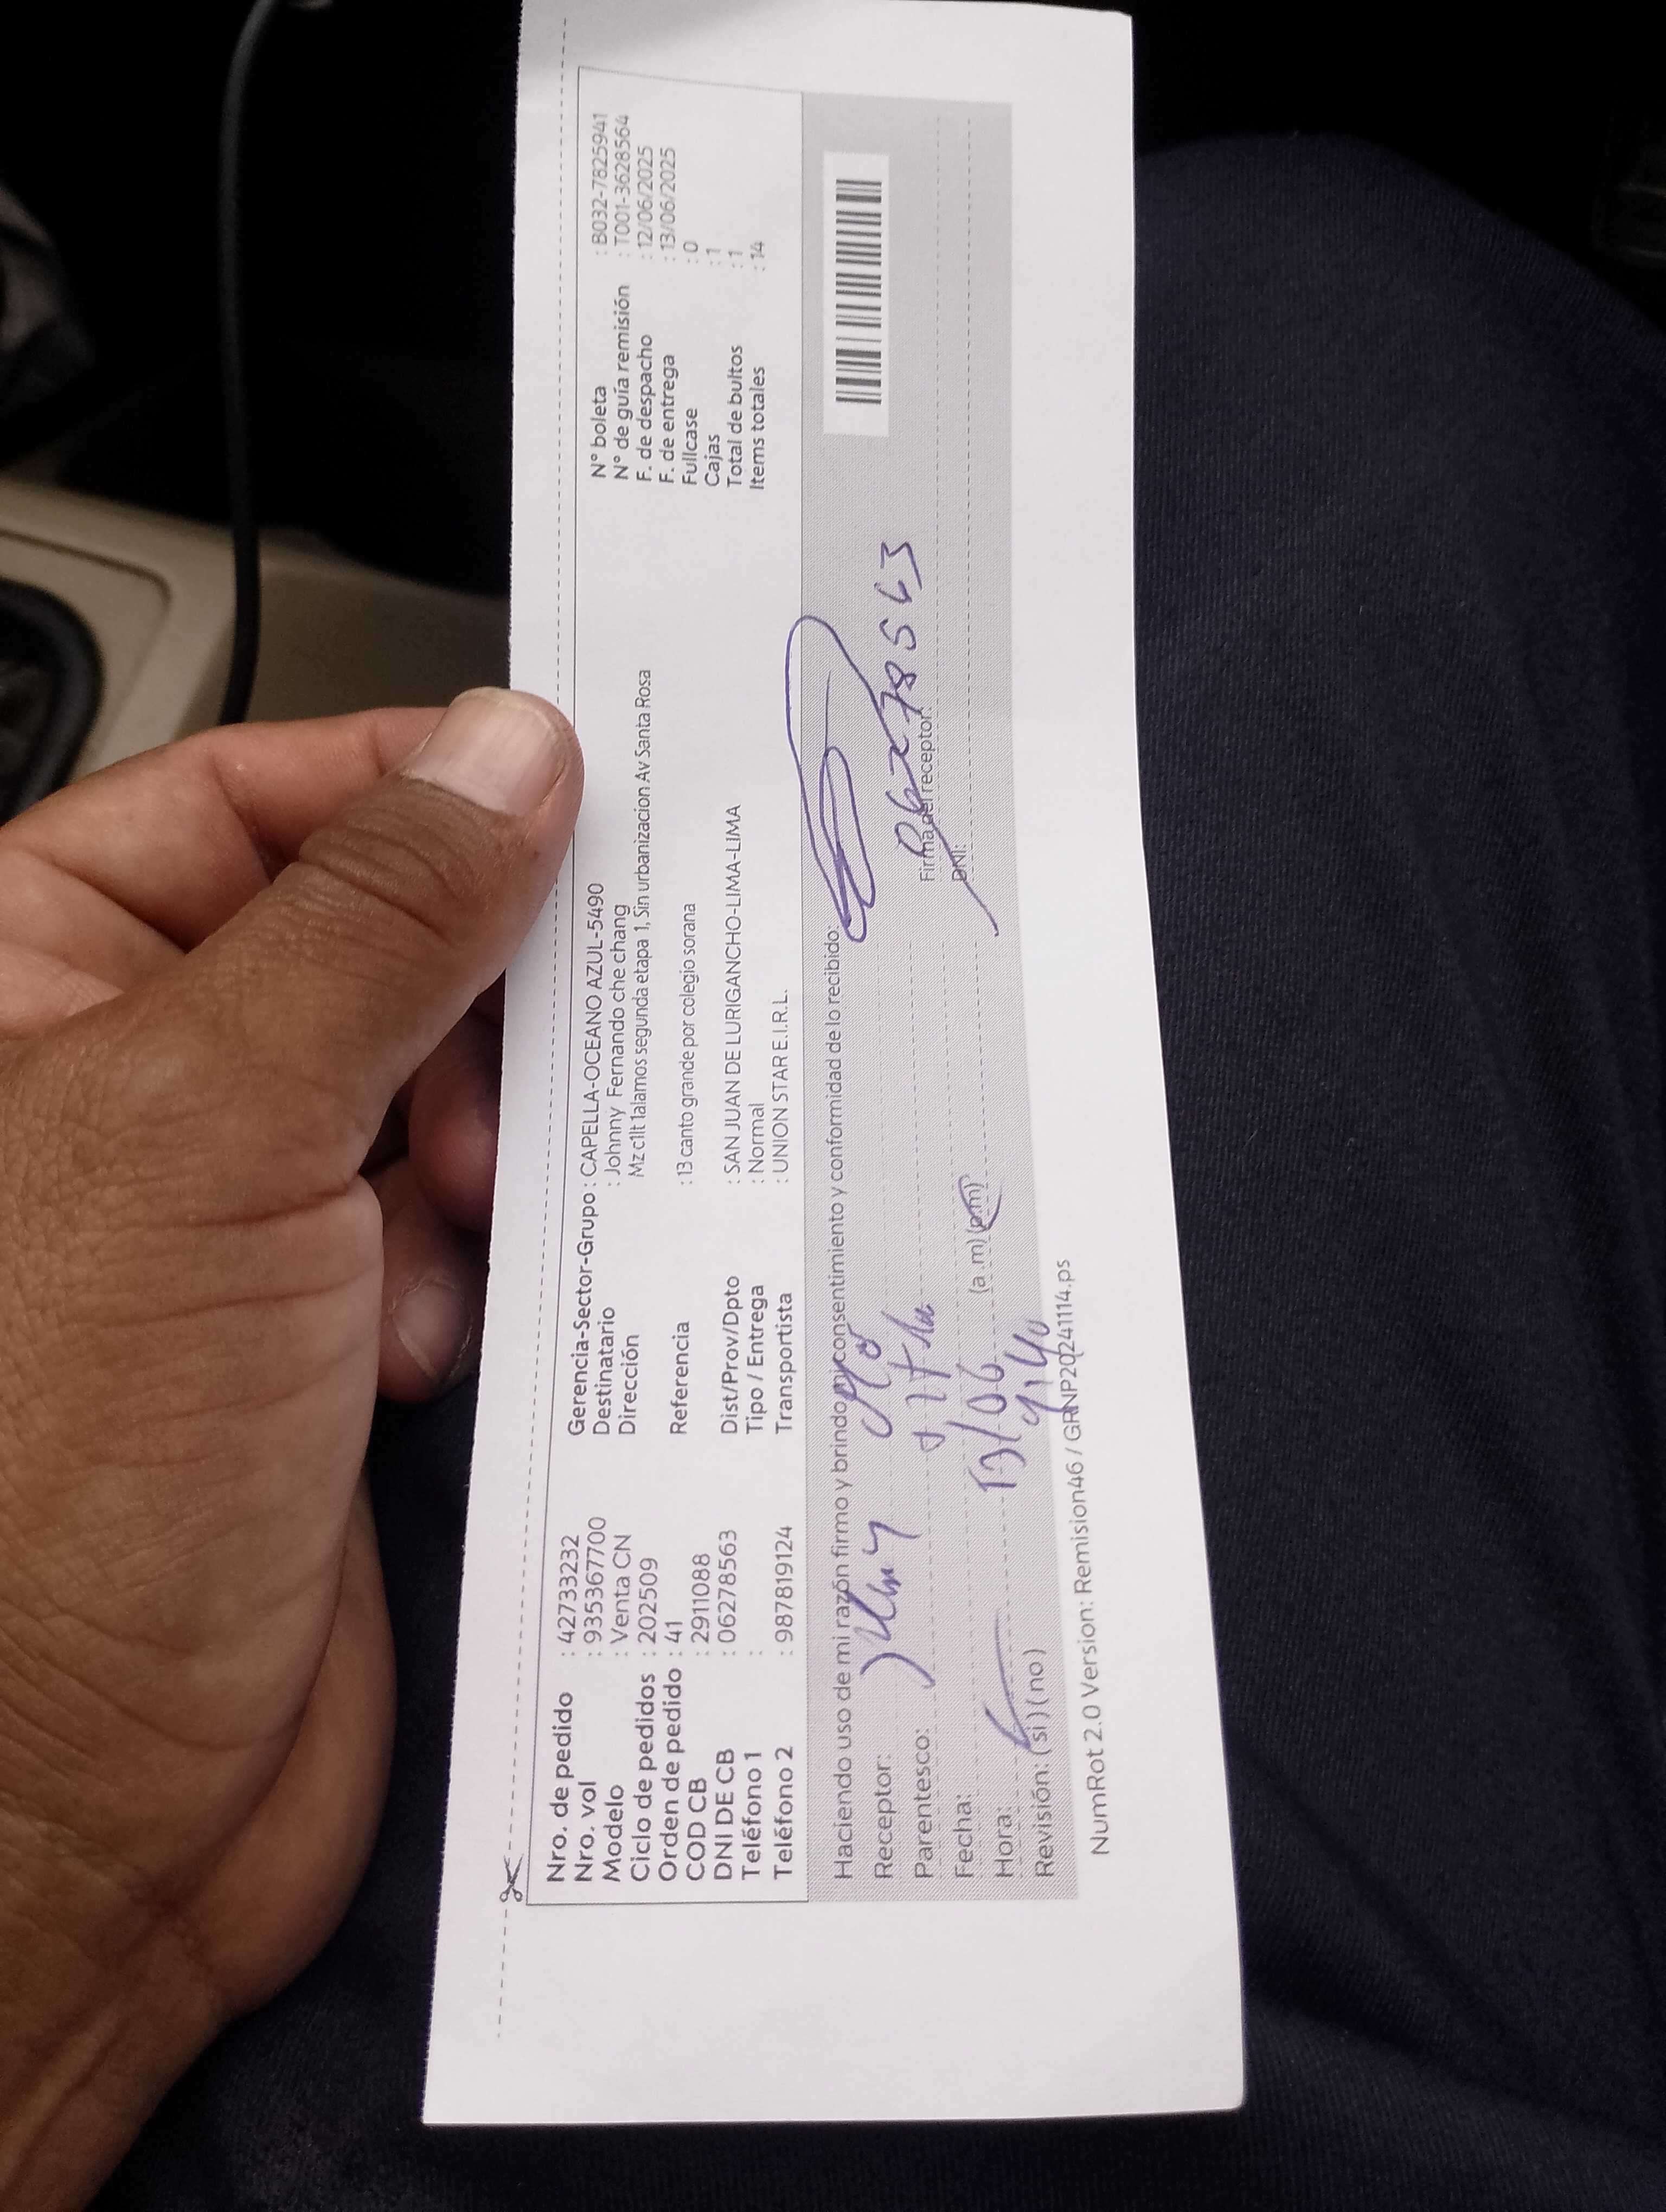 Nro. de pedido : 42733232
Nro. vol : 935367700
Modelo : Venta CN
Ciclo de pedidos : 202509
Orden de pedido : 41
COD CB : 2911088
DNI DE CB : 06278563
Teléfono 1 :
Teléfono 2 : 987819124
Gerencia-Sector-Grupo : CAPELLA-OCEANO AZUL-5490
Destinatario : Johnny Fernando che chang
Dirección Mz c1lt 1alamos segunda etapa 1, Sin urbanizacion Av Santa Rosa
Referencia : 13 canto grande por colegio sorana
Dist/Prov/Dpto : SAN JUAN DE LURIGANCHO-LIMA-LIMA
Tipo / Entrega : Normal
Transportista : UNION STAR E.I.R.L.
N° boleta : B032-7825941
N° de guía remisión : T001-3628564
F. de despacho : 12/06/2025
F. de entrega : 13/06/2025
Fullcase : 0
Cajas : 1
Total de bultos : 1
Items totales : 14
Haciendo uso de mi razón firmo y brindo mi consentimiento y conformidad de lo recibido:
Receptor:
Parentesco:
Fecha: 13/06
Hora: 9:40 (a.m) (p.m)
Revisión: ( si ) ( no )
06278563
Firma del receptor:
DNI:
NumRot 2.0 Version: Remision46 / GRNP20241114.ps